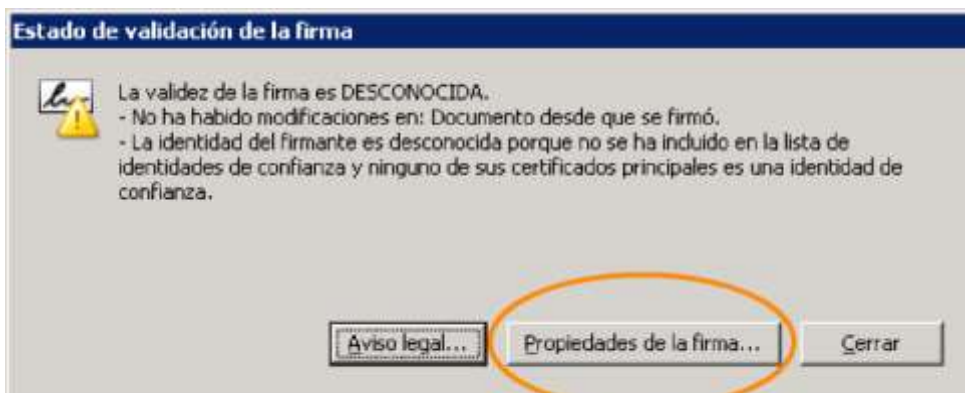 Estado de validación de la firma
La validez de la firma es DESCONOCIDA.
- No ha habido modificaciones en: Documento desde que se firmó.
- La identidad del firmante es desconocida porque no se ha incluido en la lista de
identidades de confianza y ninguno de sus certificados principales es una identidad de
confianza.
Aviso legal... Propiedades de la firma... Cerrar